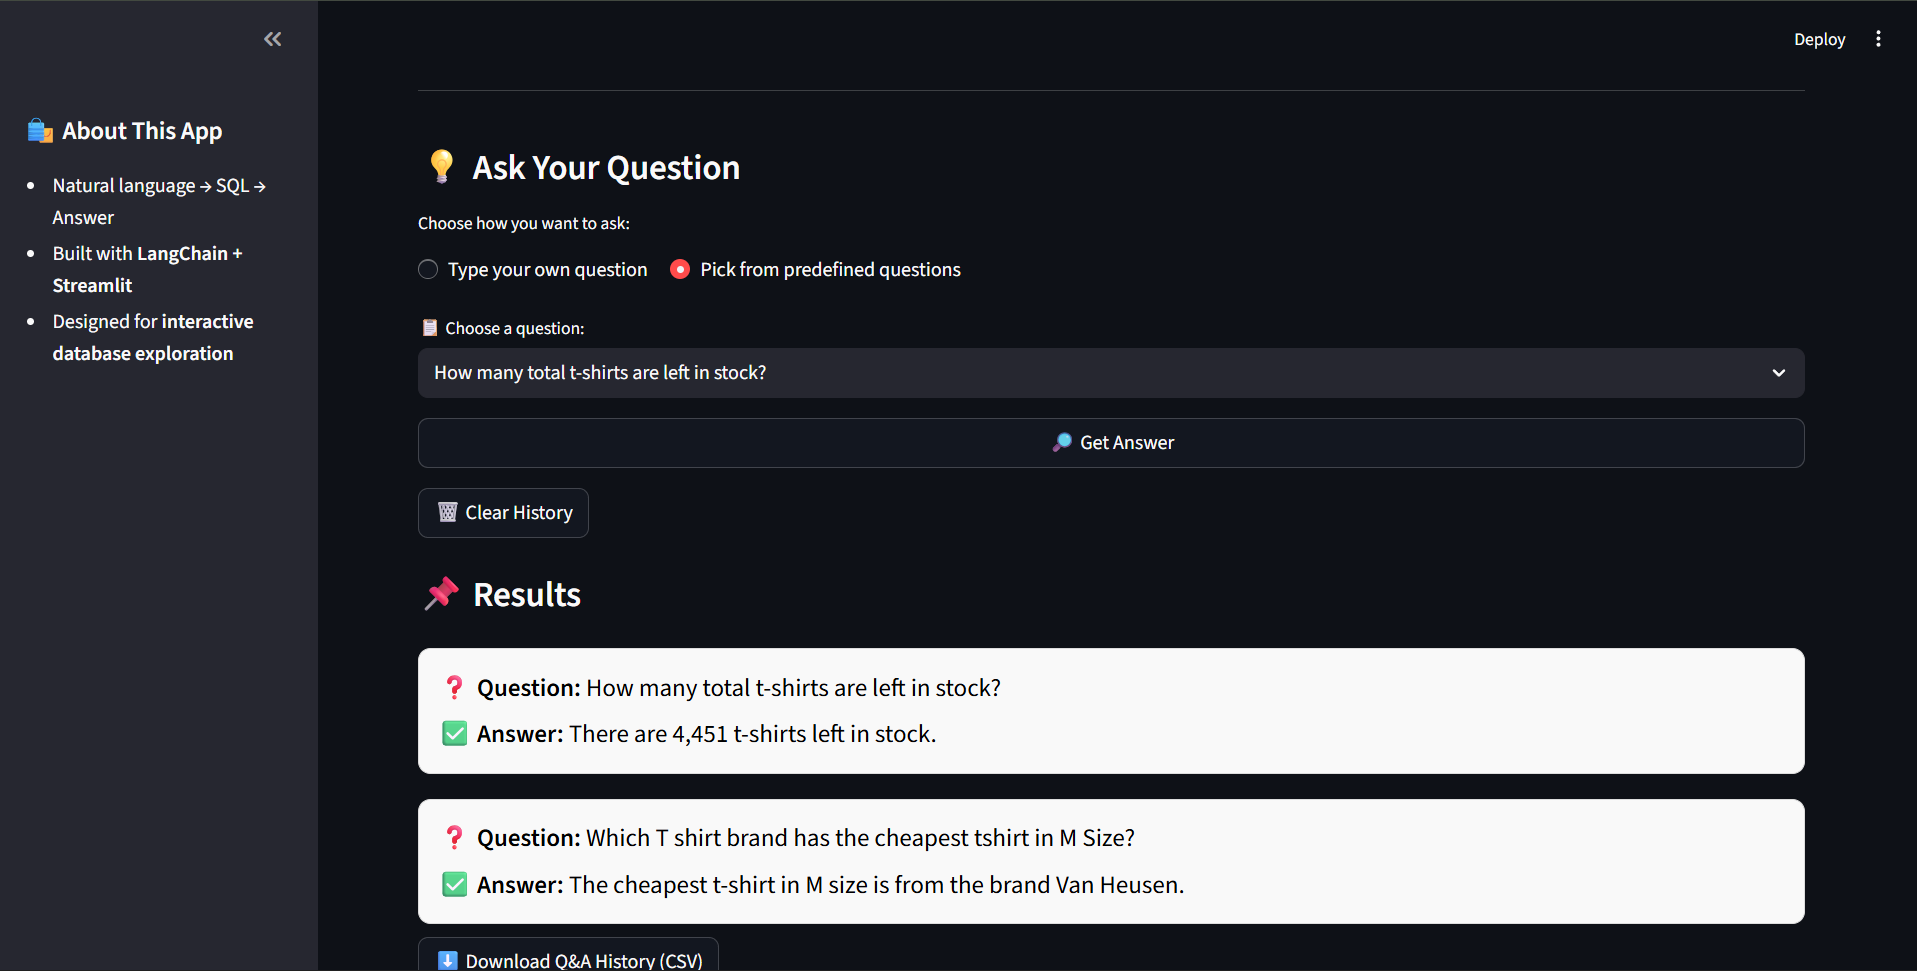 Deploy
About This App
Natural language → SQL →
Answer
Built with LangChain +
Streamlit
Designed for interactive
database exploration
Ask Your Question
Choose how you want to ask:
Type your own question
Pick from predefined questions
Choose a question:
How many total t-shirts are left in stock?
Get Answer
Clear History
Results
Question: How many total t-shirts are left in stock?
Answer: There are 4,451 t-shirts left in stock.
Question: Which T shirt brand has the cheapest tshirt in M Size?
Answer: The cheapest t-shirt in M size is from the brand Van Heusen.
Download Q&A History (CSV)